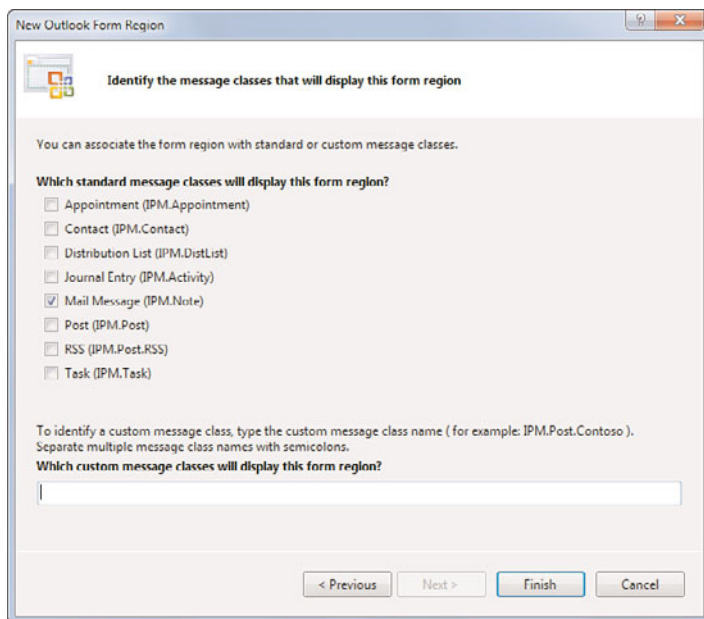 New Outlook Form Region
Identify the message classes that will display this form region
You can associate the form region with standard or custom message classes.
Which standard message classes will display this form region?
Appointment (IPM.Appointment)
Contact (IPM.Contact)
Distribution List (IPM.DistList)
Journal Entry (IPM.Activity)
Mail Message (IPM.Note)
Post (IPM.Post)
RSS (IPM.Post.RSS)
Task (IPM.Task)
To identify a custom message class, type the custom message class name ( for example: IPM.Post.Contoso ).
Separate multiple message class names with semicolons.
Which custom message classes will display this form region?
< Previous
Next >
Finish
Cancel